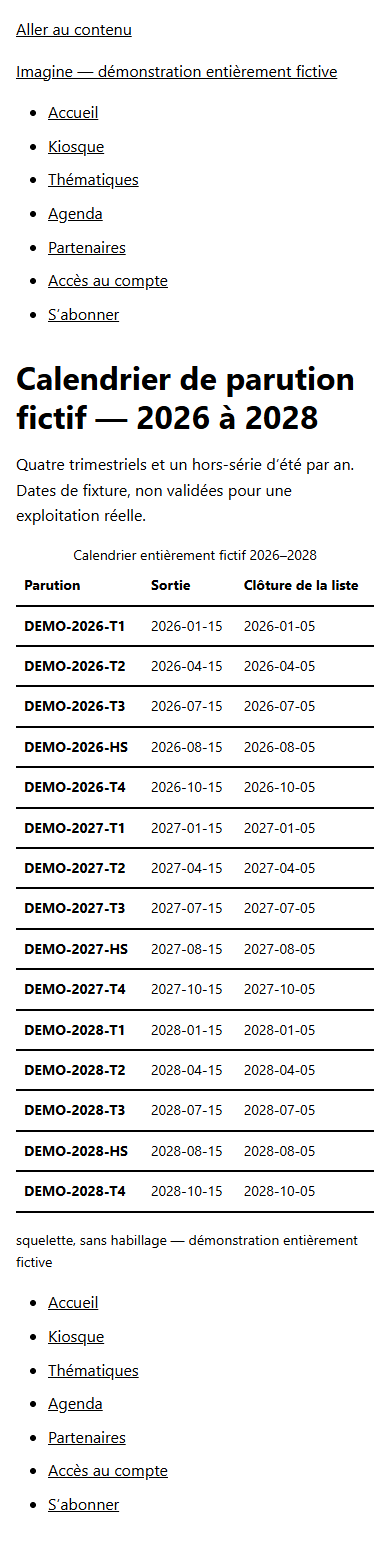 Aller au contenu
Imagine — démonstration entièrement fictive
Accueil
Kiosque
Thématiques
Agenda
Partenaires
Accès au compte
S’abonner
Calendrier de parution
fictif — 2026 à 2028
Quatre trimestriels et un hors-série d’été par an.
Dates de fixture, non validées pour une
exploitation réelle.
Calendrier entièrement fictif 2026–2028
Parution Sortie Clôture de la liste
DEMO-2026-T1 2026-01-15 2026-01-05
DEMO-2026-T2 2026-04-15 2026-04-05
DEMO-2026-T3 2026-07-15 2026-07-05
DEMO-2026-HS 2026-08-15 2026-08-05
DEMO-2026-T4 2026-10-15 2026-10-05
DEMO-2027-T1 2027-01-15 2027-01-05
DEMO-2027-T2 2027-04-15 2027-04-05
DEMO-2027-T3 2027-07-15 2027-07-05
DEMO-2027-HS 2027-08-15 2027-08-05
DEMO-2027-T4 2027-10-15 2027-10-05
DEMO-2028-T1 2028-01-15 2028-01-05
DEMO-2028-T2 2028-04-15 2028-04-05
DEMO-2028-T3 2028-07-15 2028-07-05
DEMO-2028-HS 2028-08-15 2028-08-05
DEMO-2028-T4 2028-10-15 2028-10-05
squelette, sans habillage — démonstration entièrement
fictive
Accueil
Kiosque
Thématiques
Agenda
Partenaires
Accès au compte
S’abonner